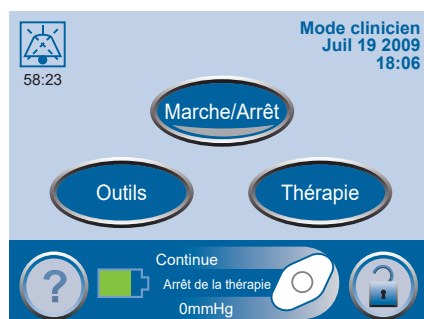 Mode clinicien
Juil 19 2009
18:06
58:23
Marche/Arrêt
Outils
Thérapie
?
Continue
Arrêt de la thérapie
0mmHg